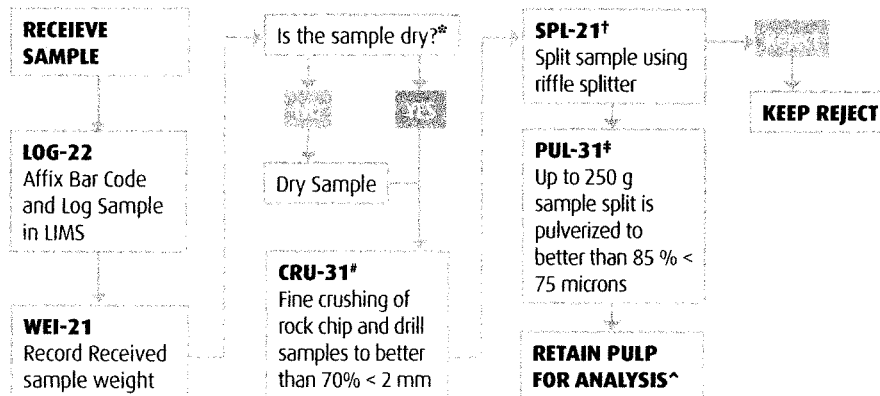 RECEIEVE
SAMPLE
LOG-22
Affix Bar Code
and Log Sample
in LIMS
WEI-21
Record Received
sample weight
Is the sample dry?*
NO
YES
Dry Sample
CRU-31#
Fine crushing of
rock chip and drill
samples to better
than 70% < 2 mm
SPL-21†
Split sample using
riffle splitter
KEEP REJECT
PUL-31‡
Up to 250 g
sample split is
pulverized to
better than 85 % <
75 microns
RETAIN PULP
FOR ANALYSIS^